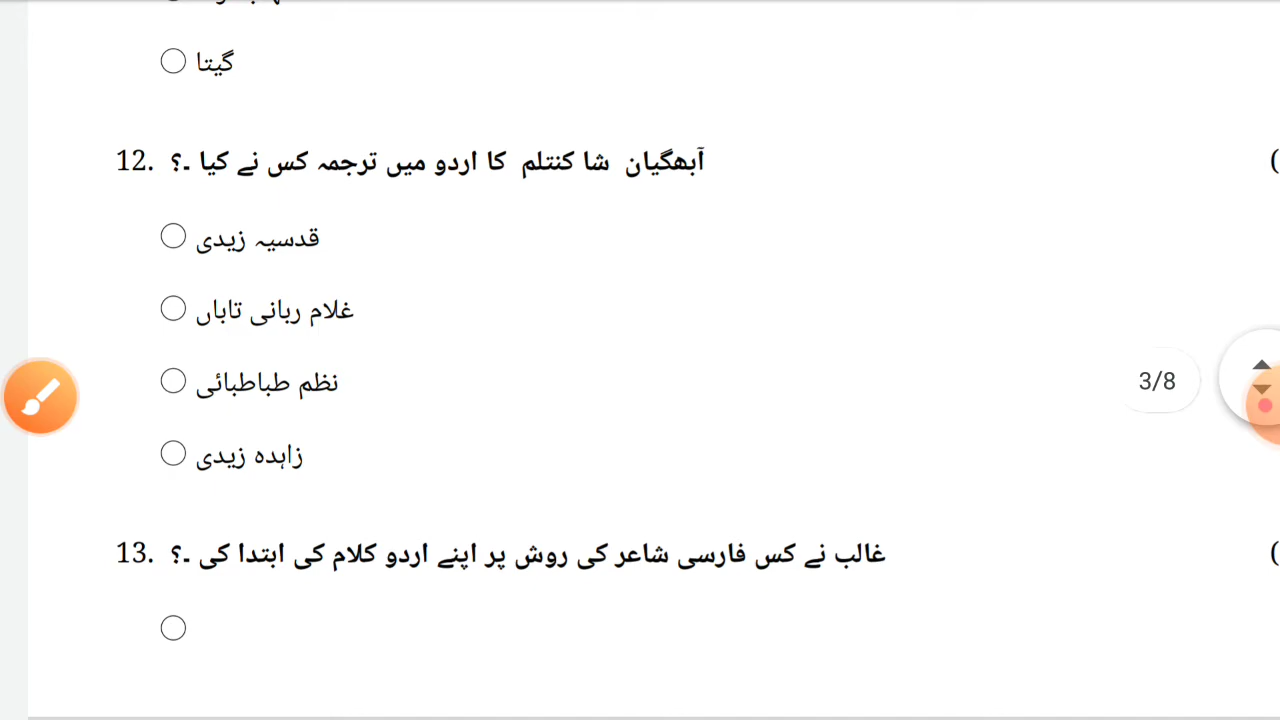 گیتا
12. آبھگیان شا کنتلم کا اردو میں ترجمہ کس نے کیا ۔؟
(
قدسیہ زیدی
غلام ربانی تاباں
نظم طباطبائی
3/8
زاہدہ زیدی
13. غالب نے کس فارسی شاعر کی روش پر اپنے اردو کلام کی ابتدا کی ۔؟
(